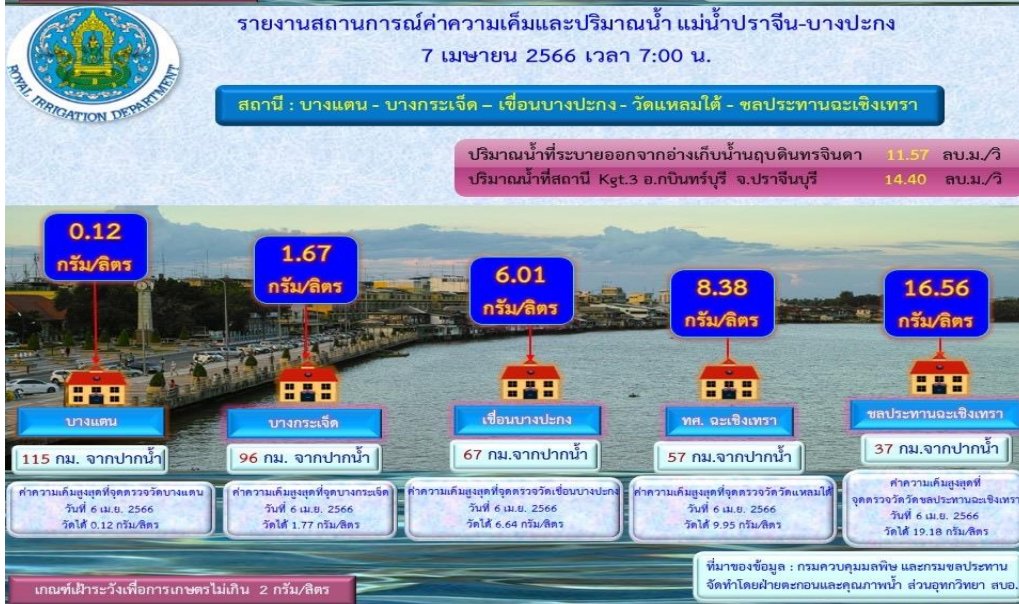 ROYAL IRRIGATION DEPARTMENT
รายงานสถานการณ์ค่าความเค็มและปริมาณน้ำ แม่น้ำปราจีน-บางปะกง
7 เมษายน 2566 เวลา 7:00 น.
สถานี : บางแตน - บางกระเจ็ด – เขื่อนบางปะกง - วัดแหลมใต้ - ชลประทานฉะเชิงเทรา
ปริมาณน้ำที่ระบายออกจากอ่างเก็บน้ำนฤบดินทรจินดา 11.57 ลบ.ม./วิ
ปริมาณน้ำที่สถานี Kgt.3 อ.กบินทร์บุรี จ.ปราจีนบุรี 14.40 ลบ.ม./วิ
0.12
กรัม/ลิตร
1.67
กรัม/ลิตร
6.01
กรัม/ลิตร
8.38
กรัม/ลิตร
16.56
กรัม/ลิตร
บางแตน
บางกระเจ็ด
เขื่อนบางปะกง
ทศ. ฉะเชิงเทรา
ชลประทานฉะเชิงเทรา
115 กม. จากปากน้ำ
96 กม. จากปากน้ำ
67 กม.จากปากน้ำ
57 กม.จากปากน้ำ
37 กม.จากปากน้ำ
ค่าความเค็มสูงสุดที่จุดตรวจวัดบางแตน
วันที่ 6 เม.ย. 2566
วัดได้ 0.12 กรัม/ลิตร
ค่าความเค็มสูงสุดที่จุดบางกระเจ็ด
วันที่ 6 เม.ย. 2566
วัดได้ 1.77 กรัม/ลิตร
ค่าความเค็มสูงสุดที่จุดตรวจวัดเขื่อนบางปะกง
วันที่ 6 เม.ย. 2566
วัดได้ 6.64 กรัม/ลิตร
ค่าความเค็มสูงสุดที่จุดตรวจวัดวัดแหลมใต้
วันที่ 6 เม.ย. 2566
วัดได้ 9.95 กรัม/ลิตร
ค่าความเค็มสูงสุดที่
จุดตรวจวัดวัดชลประทานฉะเชิงเทรา
วันที่ 6 เม.ย. 2566
วัดได้ 19.18 กรัม/ลิตร
เกณฑ์เฝ้าระวังเพื่อการเกษตรไม่เกิน 2 กรัม/ลิตร
ที่มาของข้อมูล : กรมควบคุมมลพิษ และกรมชลประทาน
จัดทำโดยฝ่ายตะกอนและคุณภาพน้ำ ส่วนอุทกวิทยา สบอ.